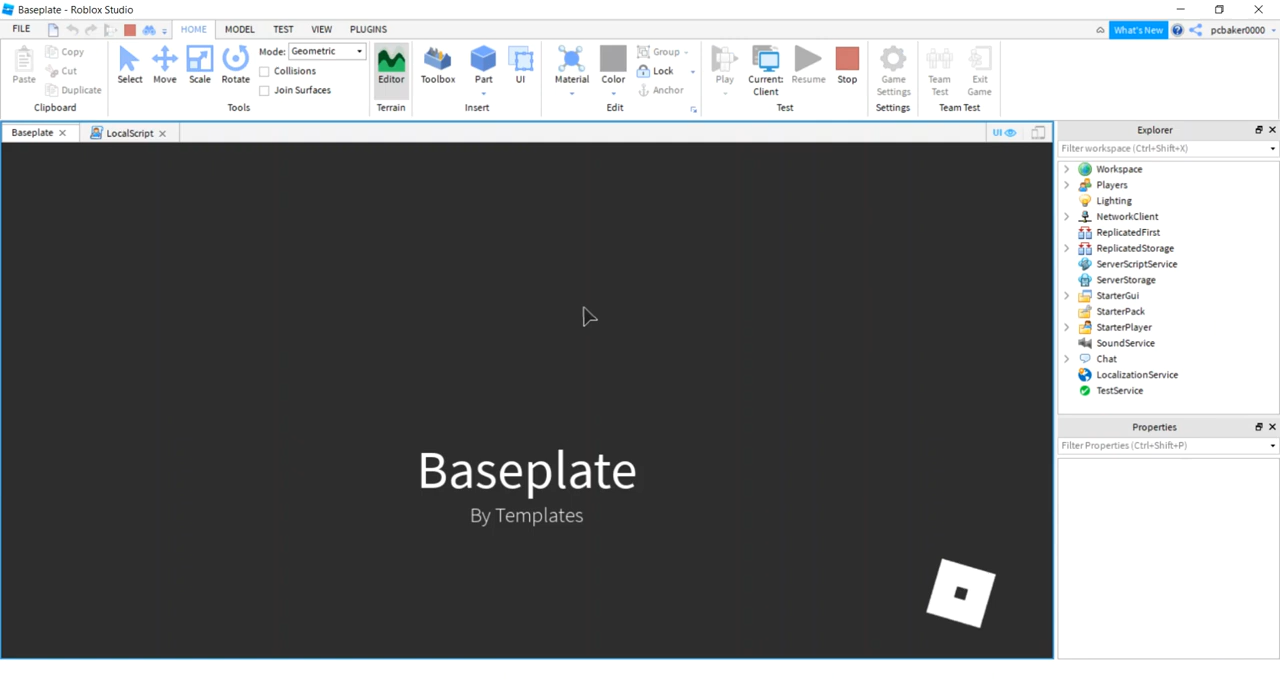 Baseplate - Roblox Studio
FILE HOME MODEL TEST VIEW PLUGINS What's New pcbaker0000
Paste Copy Cut Duplicate Clipboard
Select Move Scale Rotate Mode: Geometric Collisions Join Surfaces Tools
Editor Terrain
Toolbox Part UI Insert
Material Color Group Lock Anchor Edit
Play Current: Client Resume Stop Test
Game Settings Settings
Team Test Exit Game Team Test
Baseplate LocalScript UI
Baseplate
By Templates
Explorer
Filter workspace (Ctrl+Shift+X)
Workspace
Players
Lighting
NetworkClient
ReplicatedFirst
ReplicatedStorage
ServerScriptService
ServerStorage
StarterGui
StarterPack
StarterPlayer
SoundService
Chat
LocalizationService
TestService
Properties
Filter Properties (Ctrl+Shift+P)